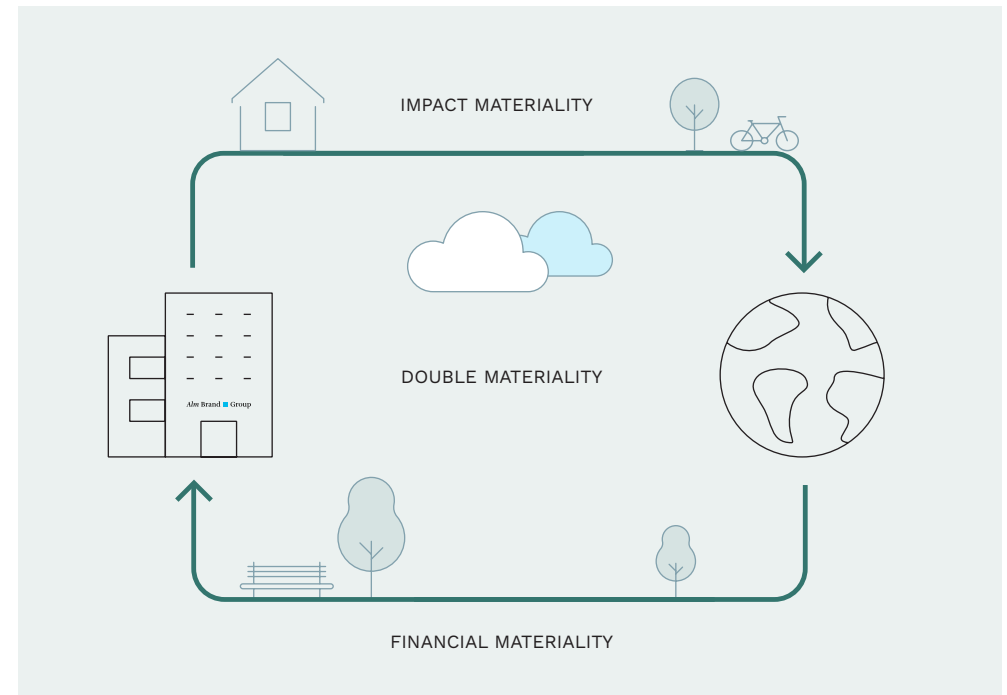 IMPACT MATERIALITY
DOUBLE MATERIALITY
Alm Brand Group
FINANCIAL MATERIALITY